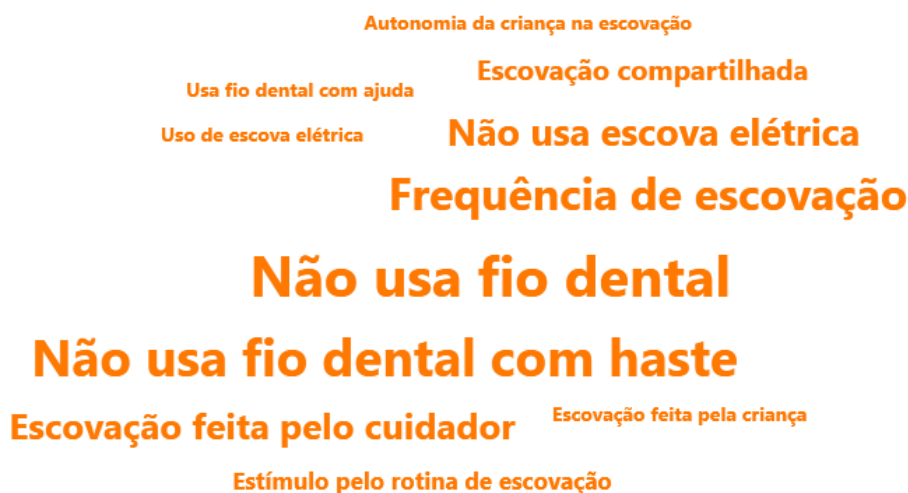 Autonomia da criança na escovação
Escovação compartilhada
Usa fio dental com ajuda
Uso de escova elétrica
Não usa escova elétrica
Frequência de escovação
Não usa fio dental
Não usa fio dental com haste
Escovação feita pelo cuidador
Escovação feita pela criança
Estímulo pelo rotina de escovação